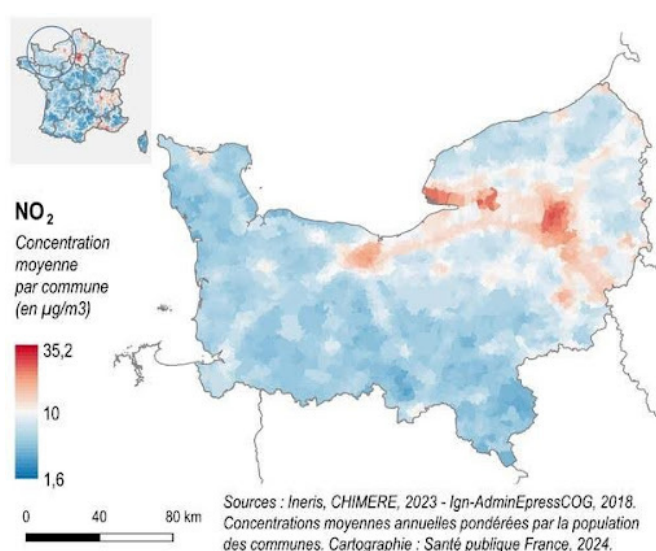 NO₂
Concentration
moyenne
par commune
(en µg/m3)
35,2
10
1,6
0 40 80 km
Sources : Ineris, CHIMERE, 2023 - Ign-AdminEpressCOG, 2018.
Concentrations moyennes annuelles pondérées par la population
des communes. Cartographie : Santé publique France, 2024.